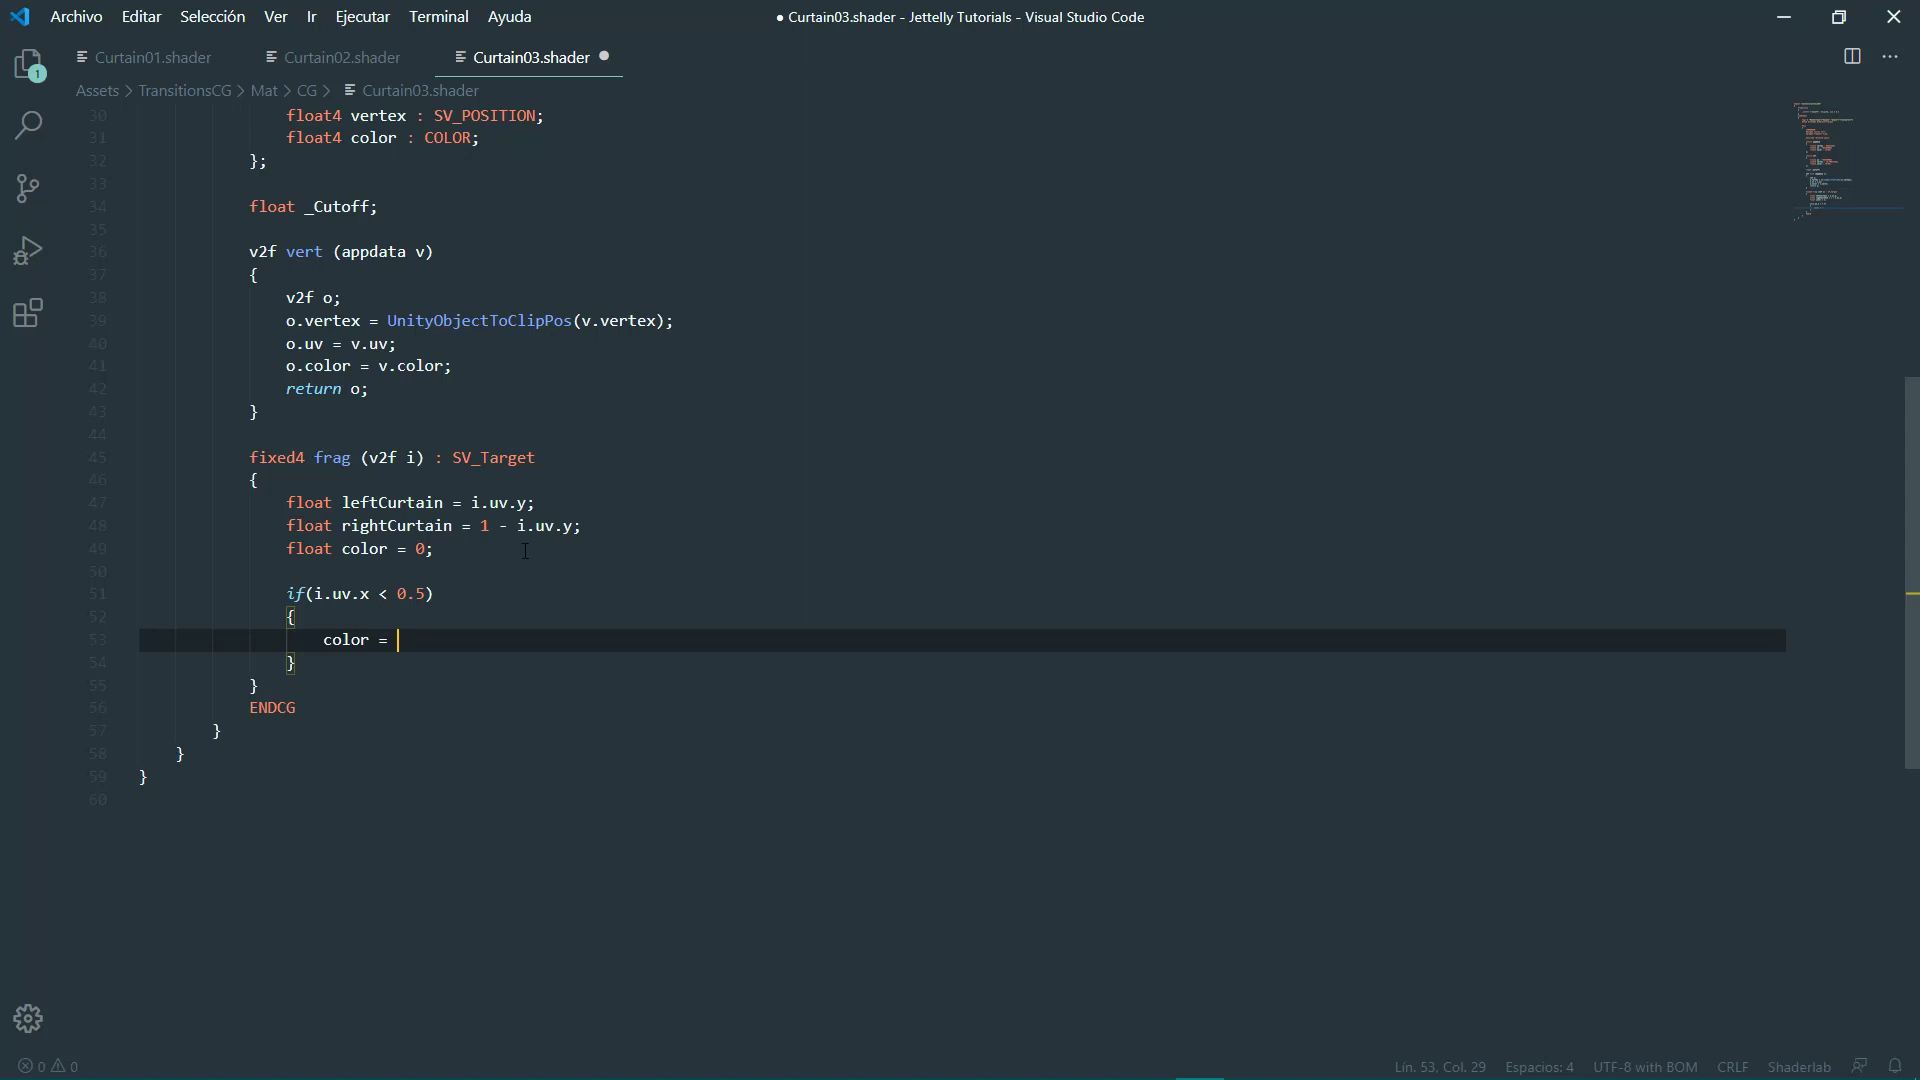 Archivo Editar Selección Ver Ir Ejecutar Terminal Ayuda
● Curtain03.shader - Jettelly Tutorials - Visual Studio Code
Curtain01.shader Curtain02.shader Curtain03.shader ●
Assets > TransitionsCG > Mat > CG > Curtain03.shader
1
30 float4 vertex : SV_POSITION;
31 float4 color : COLOR;
32 };
33
34 float _Cutoff;
35
36 v2f vert (appdata v)
37 {
38 v2f o;
39 o.vertex = UnityObjectToClipPos(v.vertex);
40 o.uv = v.uv;
41 o.color = v.color;
42 return o;
43 }
44
45 fixed4 frag (v2f i) : SV_Target
46 {
47 float leftCurtain = i.uv.y;
48 float rightCurtain = 1 - i.uv.y;
49 float color = 0;
50
51 if(i.uv.x < 0.5)
52 {
53 color =
54 }
55 }
56 ENDCG
57 }
58 }
59 }
60
0 0 Lín. 53, Col. 29 Espacios: 4 UTF-8 with BOM CRLF Shaderlab